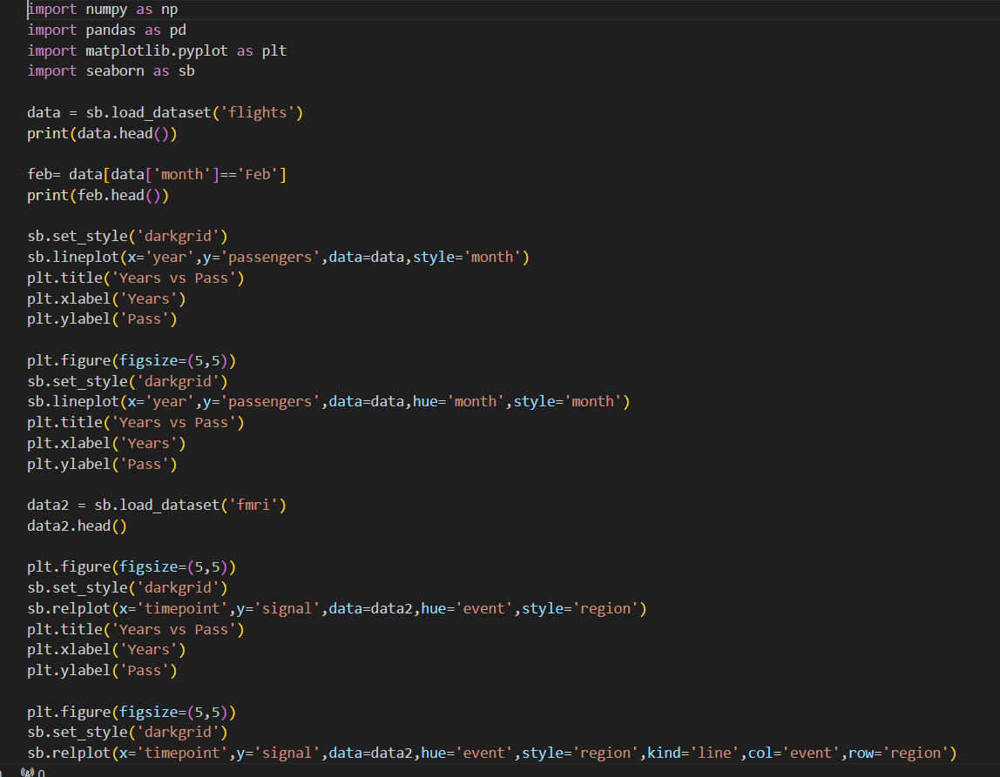 import numpy as np
import pandas as pd
import matplotlib.pyplot as plt
import seaborn as sb
data = sb.load_dataset('flights')
print(data.head())
feb= data[data['month']=='Feb']
print(feb.head())
sb.set_style('darkgrid')
sb.lineplot(x='year',y='passengers',data=data,style='month')
plt.title('Years vs Pass')
plt.xlabel('Years')
plt.ylabel('Pass')
plt.figure(figsize=(5,5))
sb.set_style('darkgrid')
sb.lineplot(x='year',y='passengers',data=data,hue='month',style='month')
plt.title('Years vs Pass')
plt.xlabel('Years')
plt.ylabel('Pass')
data2 = sb.load_dataset('fmri')
data2.head()
plt.figure(figsize=(5,5))
sb.set_style('darkgrid')
sb.relplot(x='timepoint',y='signal',data=data2,hue='event',style='region')
plt.title('Years vs Pass')
plt.xlabel('Years')
plt.ylabel('Pass')
plt.figure(figsize=(5,5))
sb.set_style('darkgrid')
sb.relplot(x='timepoint',y='signal',data=data2,hue='event',style='region',kind='line',col='event',row='region')
0